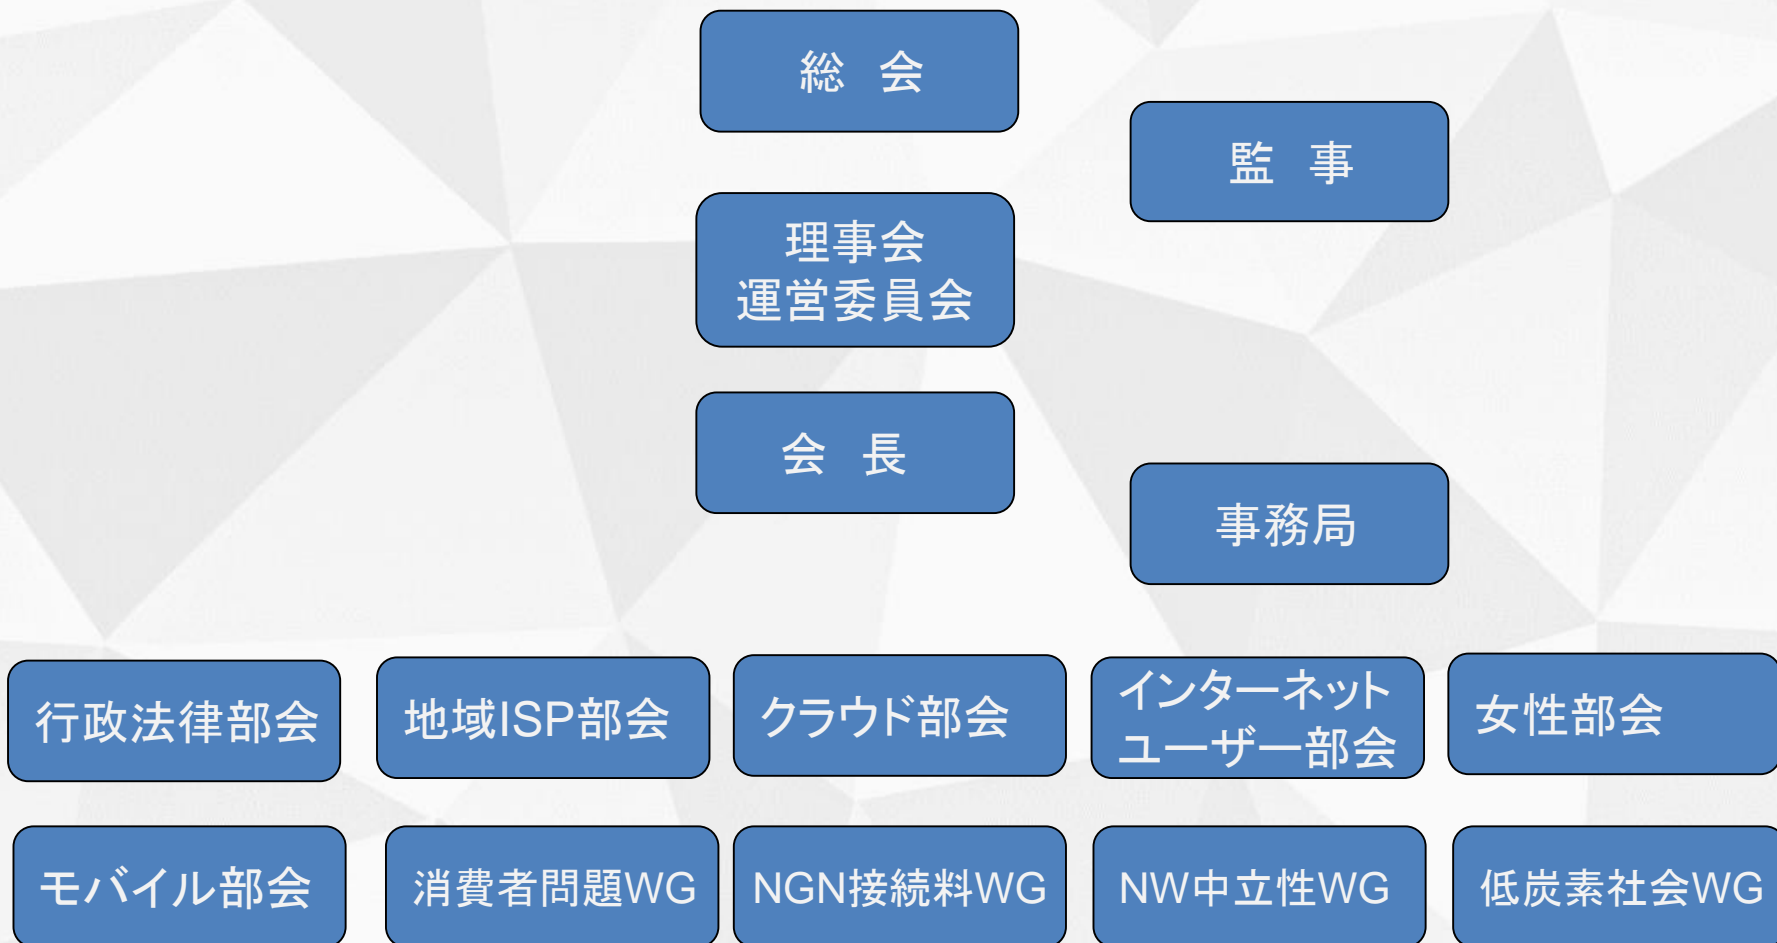 総　会
監　事
理事会
運営委員会
会　長
事務局
行政法律部会
地域ISP部会
クラウド部会
インターネット
ユーザー部会
女性部会
モバイル部会
消費者問題WG
NGN接続料WG
NW中立性WG
低炭素社会WG